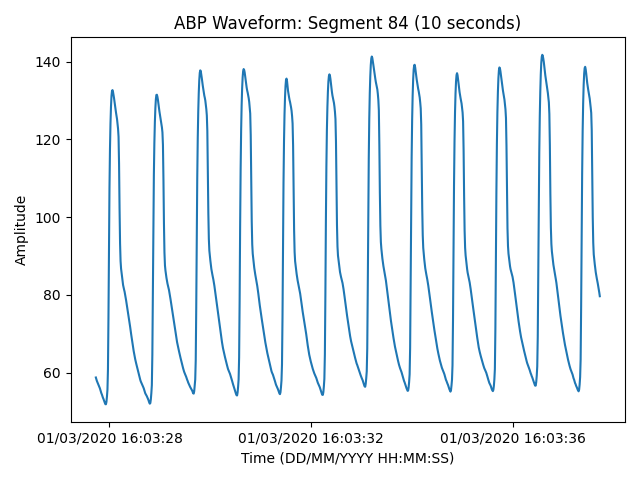 ABP Waveform: Segment 84 (10 seconds)
Amplitude
140
120
100
80
60
01/03/2020 16:03:28
01/03/2020 16:03:32
01/03/2020 16:03:36
Time (DD/MM/YYYY HH:MM:SS)